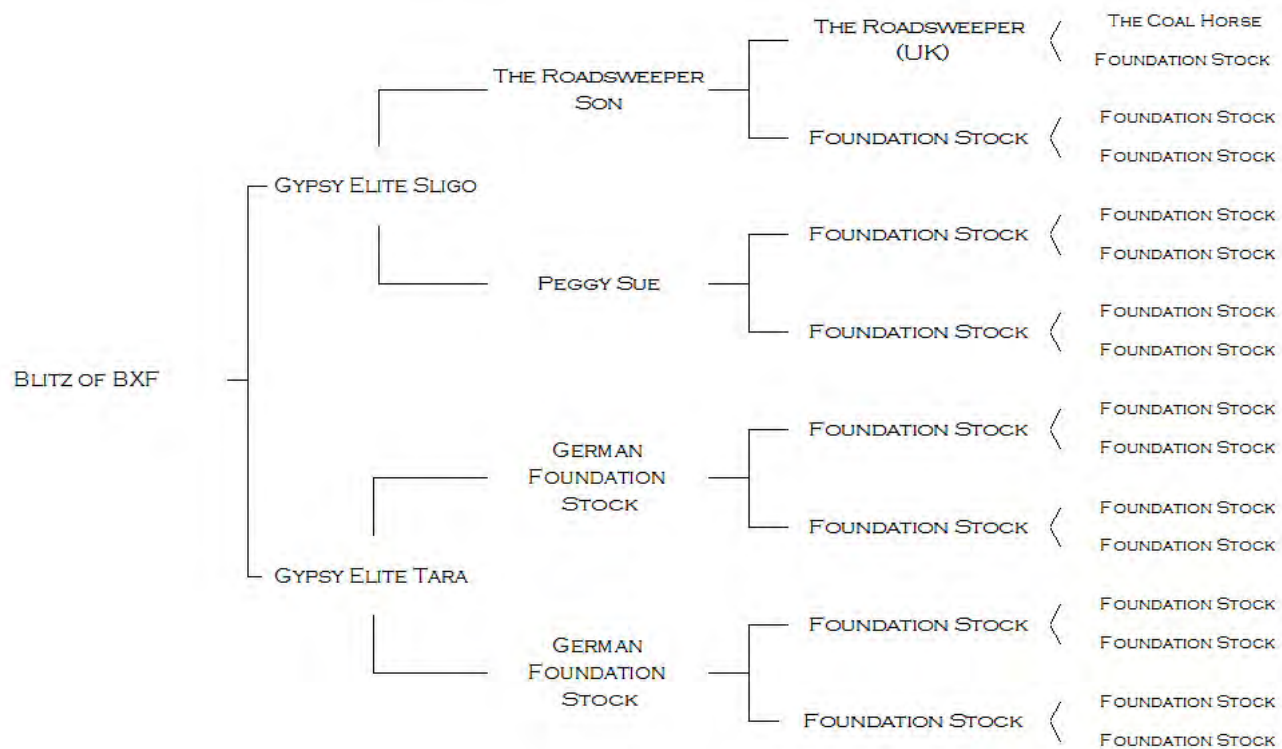 The Coal Horse
The Roadsweeper
(UK)
Foundation Stock
The Roadsweeper
Son
Foundation Stock
Foundation Stock
Foundation Stock
Gypsy Elite Sligo
Foundation Stock
Foundation Stock
Foundation Stock
Peggy Sue
Foundation Stock
Foundation Stock
Foundation Stock
Blitz of BXF
Foundation Stock
Foundation Stock
Foundation Stock
German
Foundation
Stock
Foundation Stock
Foundation Stock
Foundation Stock
Gypsy Elite Tara
Foundation Stock
Foundation Stock
Foundation Stock
German
Foundation
Stock
Foundation Stock
Foundation Stock
Foundation Stock